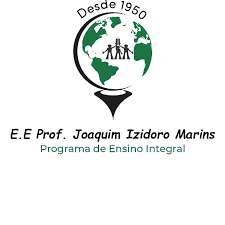 Desde 1950
E.E Prof. Joaquim Izidoro Marins
Programa de Ensino Integral